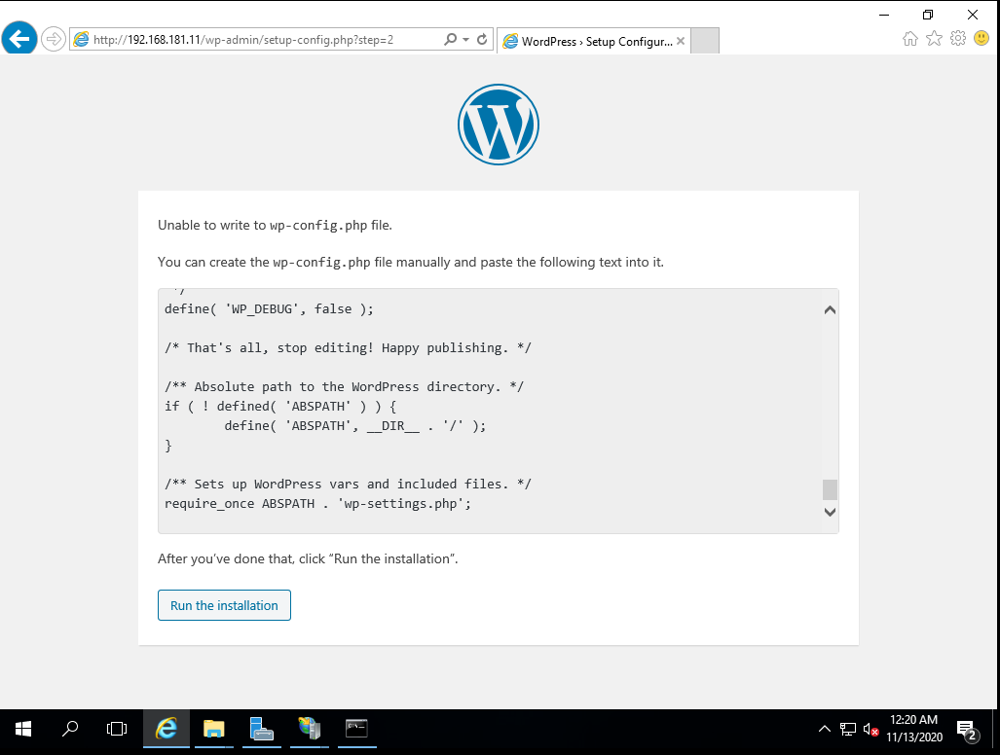 http://192.168.181.11/wp-admin/setup-config.php?step=2
WordPress › Setup Configur...
Unable to write to wp-config.php file.
You can create the wp-config.php file manually and paste the following text into it.
*/
define( 'WP_DEBUG', false );
/* That's all, stop editing! Happy publishing. */
/** Absolute path to the WordPress directory. */
if ( ! defined( 'ABSPATH' ) ) {
define( 'ABSPATH', __DIR__ . '/' );
}
/** Sets up WordPress vars and included files. */
require_once ABSPATH . 'wp-settings.php';
After you’ve done that, click “Run the installation”.
Run the installation
12:20 AM
11/13/2020
2